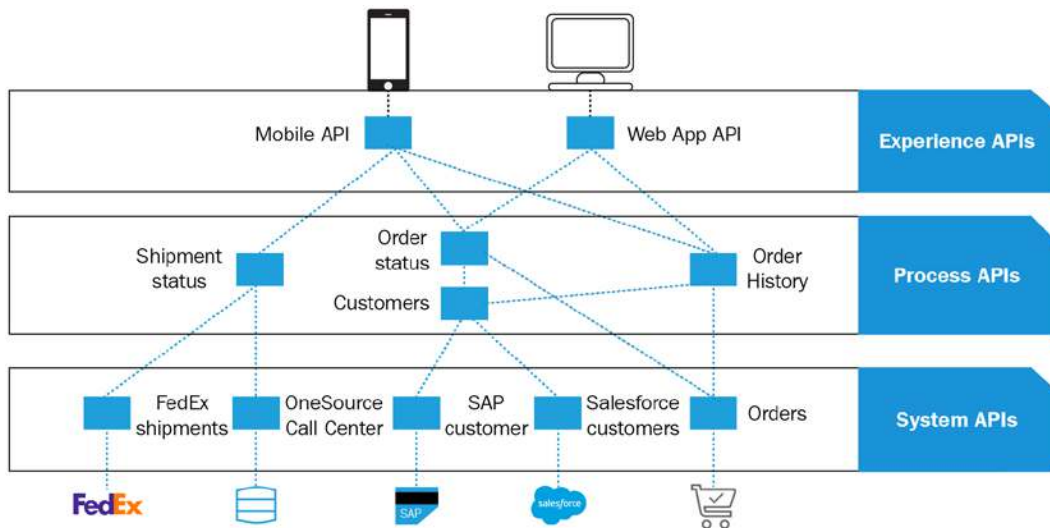 Mobile API
Web App API
Experience APIs
Shipment
status
Order
status
Customers
Order
History
Process APIs
FedEx
shipments
OneSource
Call Center
SAP
customer
Salesforce
customers
Orders
System APIs
FedEx
SAP
salesforce